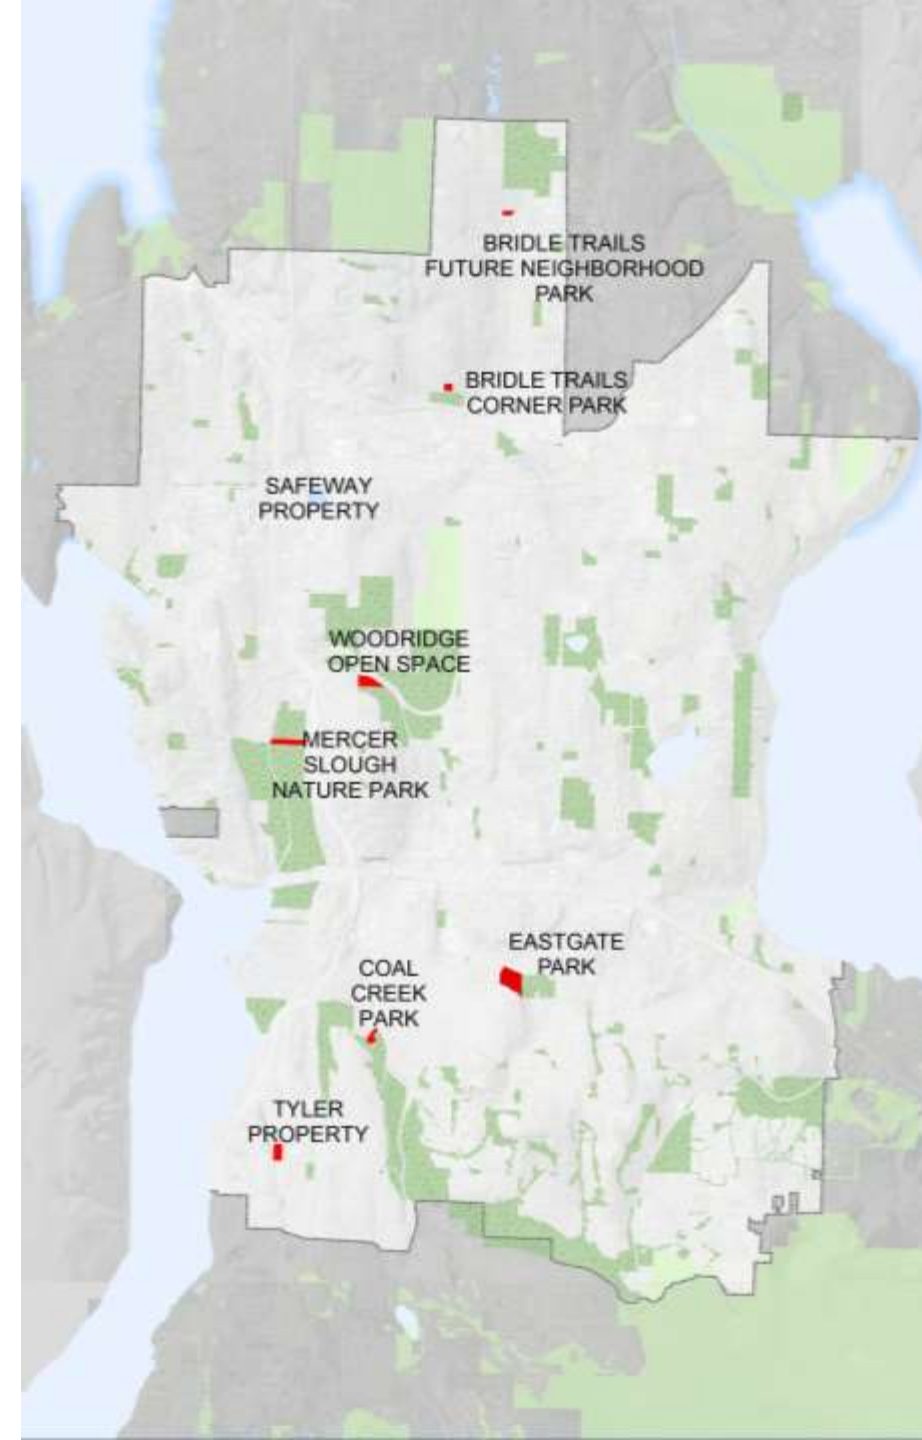 BRIDLE TRAILS
FUTURE NEIGHBORHOOD
PARK
BRIDLE TRAILS
CORNER PARK
SAFEWAY
PROPERTY
WOODRIDGE
OPEN SPACE
MERCER
SLOUGH
NATURE PARK
EASTGATE
PARK
COAL
CREEK
PARK
TYLER
PROPERTY